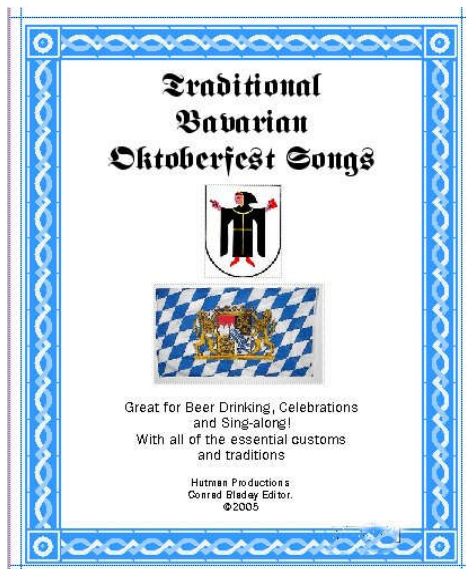 Traditional
Bavarian
Oktoberfest Songs
Great for Beer Drinking, Celebrations
and Sing-along!
With all of the essential customs
and traditions
Hutman Productions
Conrad Bladey Editor.
©2005